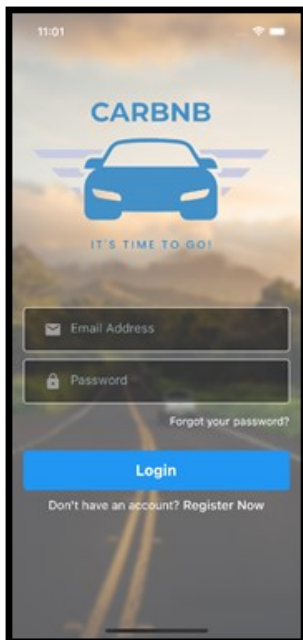 11:01
CARBNB
IT'S TIME TO GO!
Email Address
Password
Forgot your password?
Login
Don't have an account? Register Now